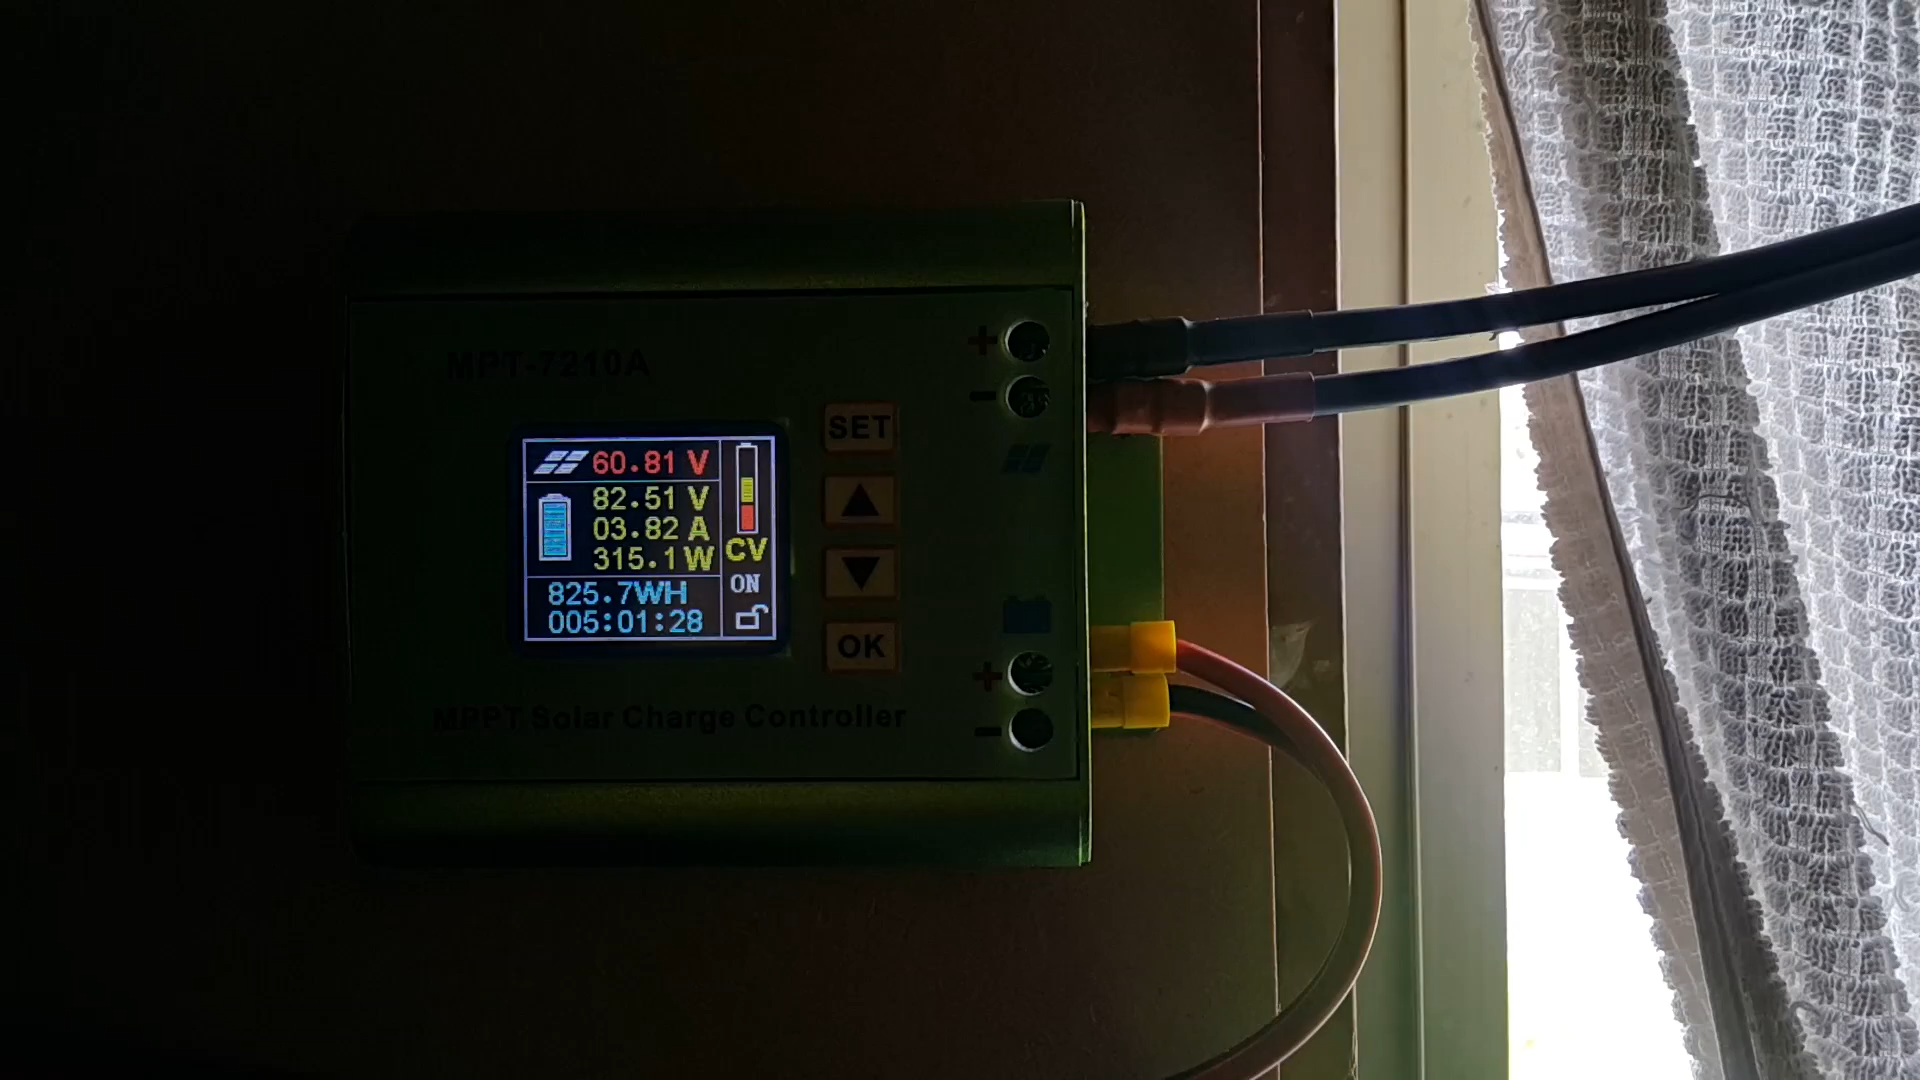 MPT-7210A
60.81 V
82.51 V
03.82 A
315.1W
825.7WH
005:01:28
CV
ON
SET
OK
+
-
+
-
MPPT Solar Charge Controller